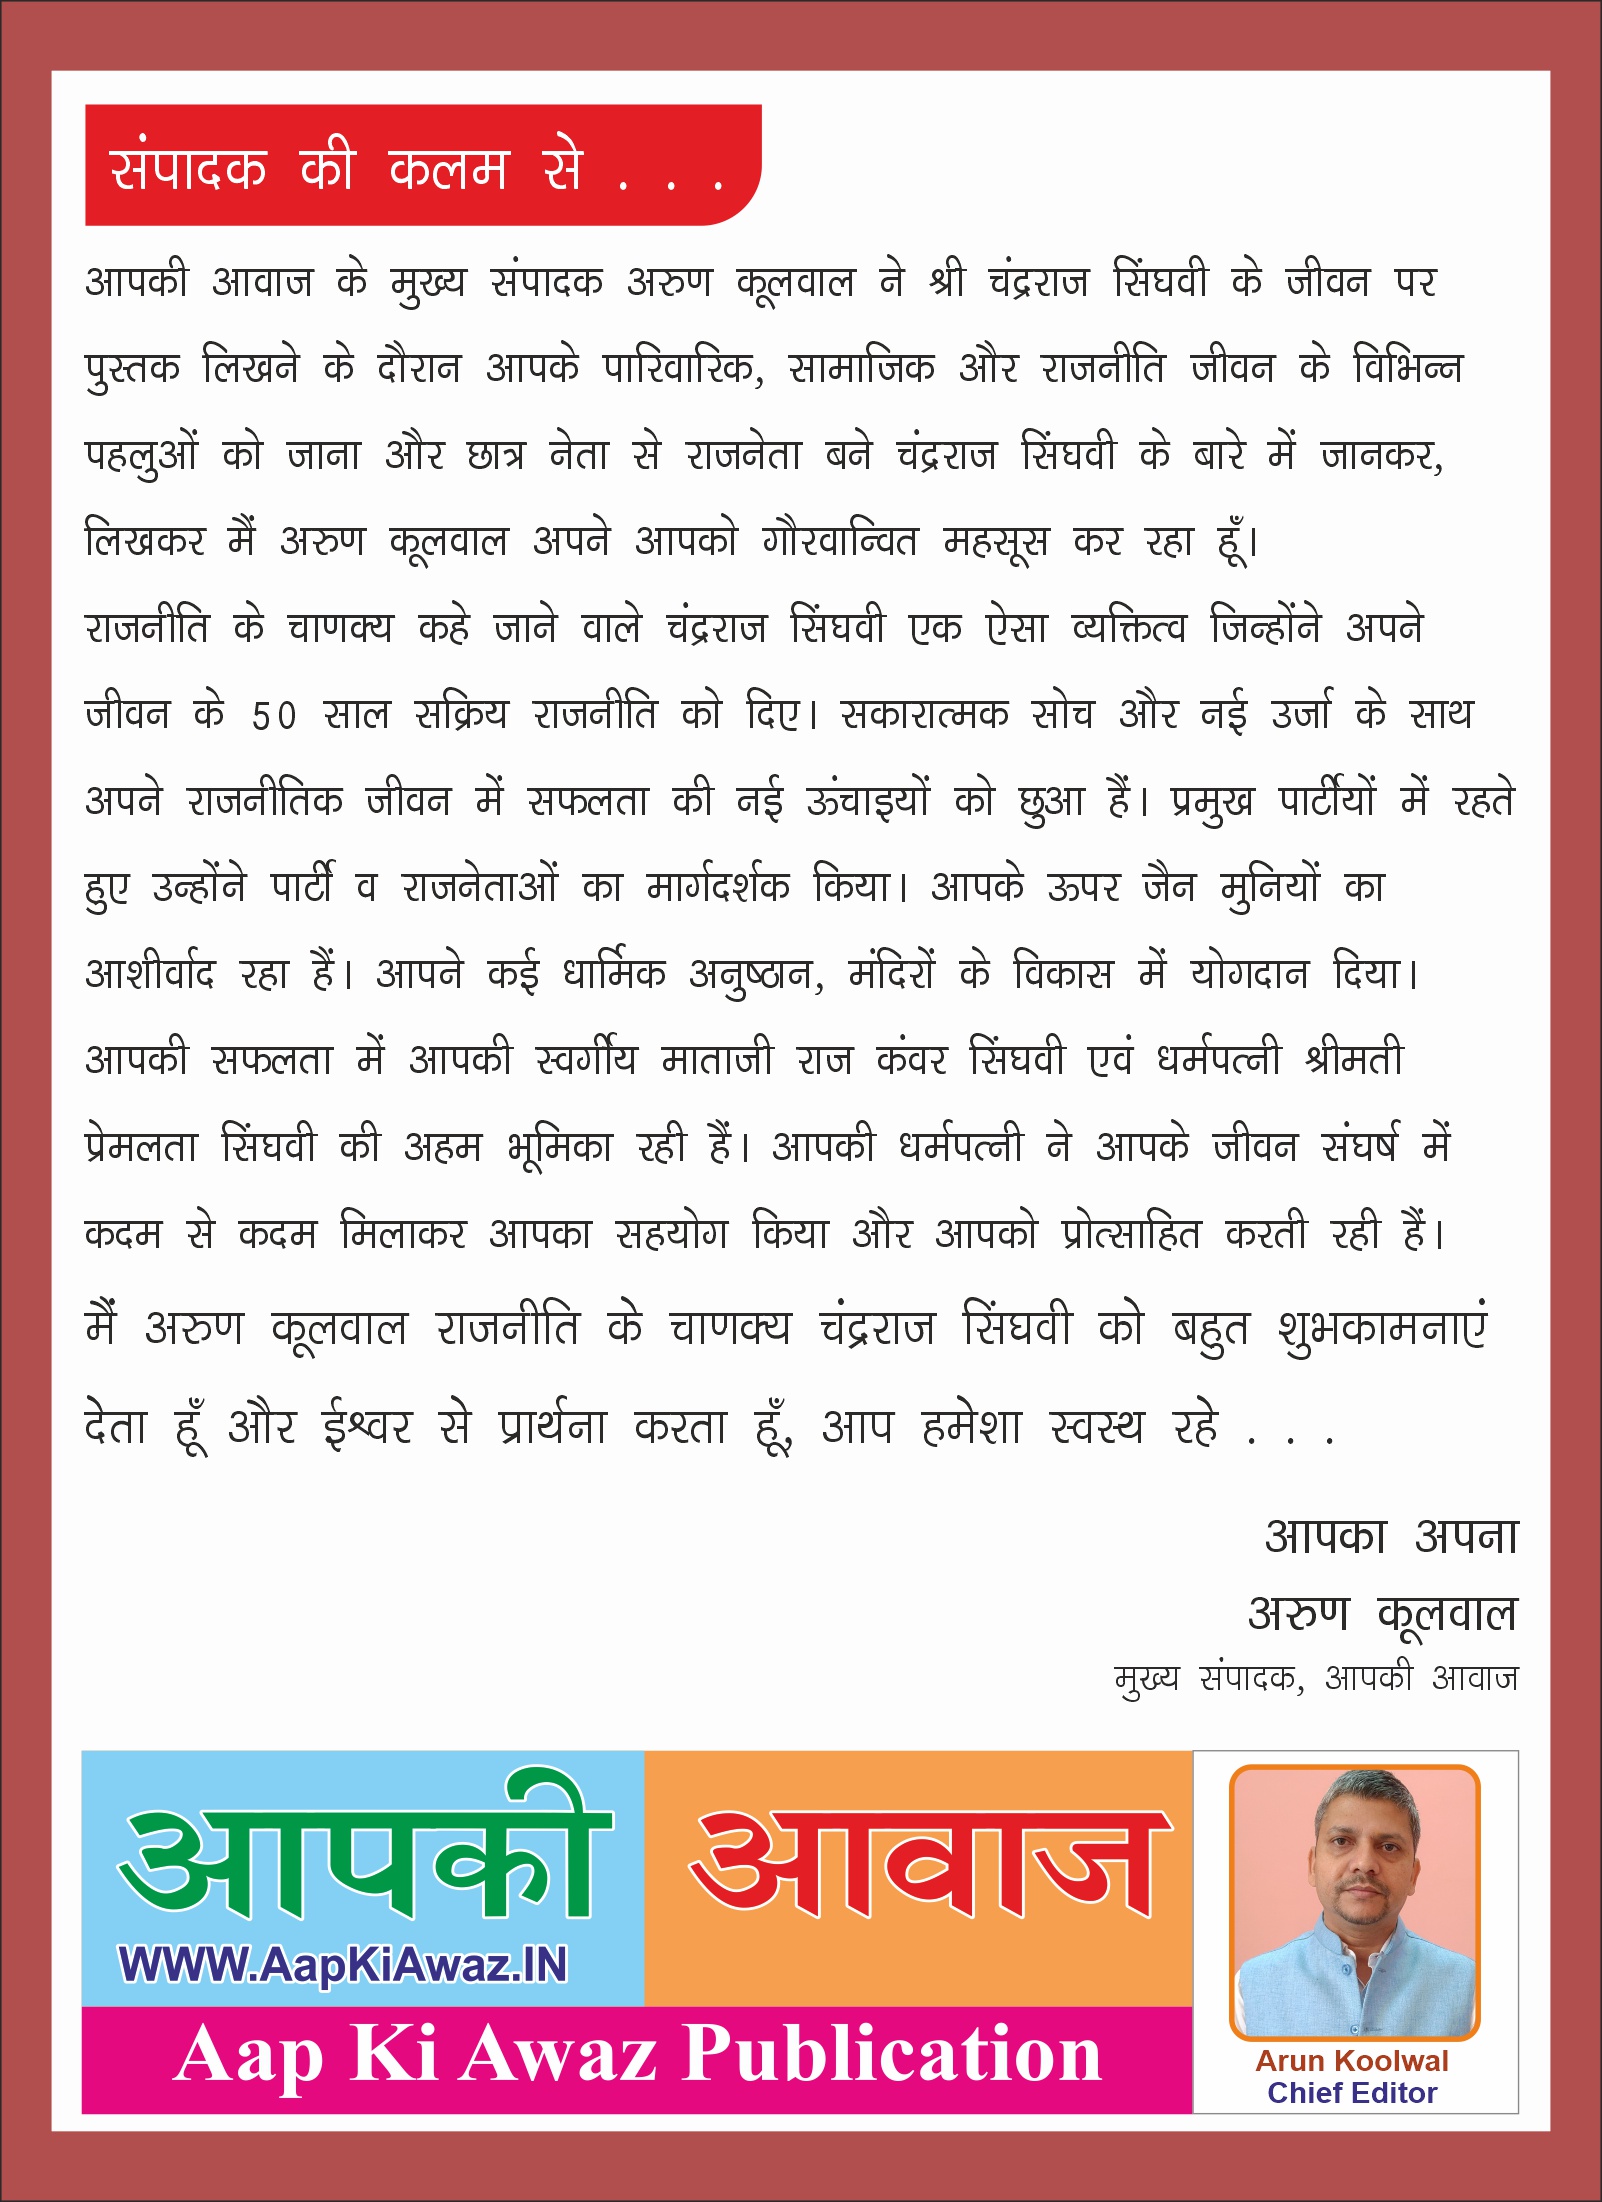 संपादक की कलम से . . .
आपकी आवाज के मुख्य संपादक अरुण कूलवाल ने श्री चंद्रराज सिंघवी के जीवन पर
पुस्तक लिखने के दौरान आपके पारिवारिक, सामाजिक और राजनीति जीवन के विभिन्न
पहलुओं को जाना और छात्र नेता से राजनेता बने चंद्रराज सिंघवी के बारे में जानकर,
लिखकर मैं अरुण कूलवाल अपने आपको गौरवान्वित महसूस कर रहा हूँ।
राजनीति के चाणक्य कहे जाने वाले चंद्रराज सिंघवी एक ऐसा व्यक्तित्व जिन्होंने अपने
जीवन के 50 साल सक्रिय राजनीति को दिए। सकारात्मक सोच और नई उर्जा के साथ
अपने राजनीतिक जीवन में सफलता की नई ऊंचाइयों को छुआ हैं। प्रमुख पार्टीयों में रहते
हुए उन्होंने पार्टी व राजनेताओं का मार्गदर्शक किया। आपके ऊपर जैन मुनियों का
आशीर्वाद रहा हैं। आपने कई धार्मिक अनुष्ठान, मंदिरों के विकास में योगदान दिया।
आपकी सफलता में आपकी स्वर्गीय माताजी राज कंवर सिंघवी एवं धर्मपत्नी श्रीमती
प्रेमलता सिंघवी की अहम भूमिका रही हैं। आपकी धर्मपत्नी ने आपके जीवन संघर्ष में
कदम से कदम मिलाकर आपका सहयोग किया और आपको प्रोत्साहित करती रही हैं।
मैं अरुण कूलवाल राजनीति के चाणक्य चंद्रराज सिंघवी को बहुत शुभकामनाएं
देता हूँ और ईश्वर से प्रार्थना करता हूँ, आप हमेशा स्वस्थ रहे . . .
आपका अपना
अरुण कूलवाल
मुख्य संपादक, आपकी आवाज
आपकी आवाज
WWW.AapKiAwaz.IN
Aap Ki Awaz Publication
Arun Koolwal
Chief Editor